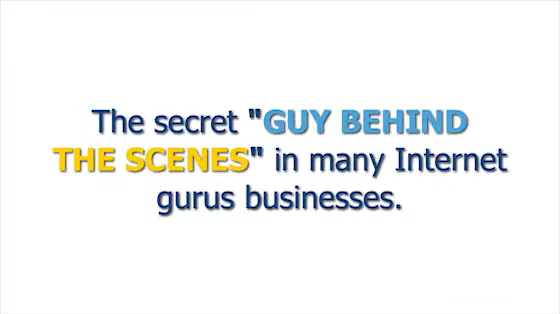 The secret "GUY BEHIND
THE SCENES" in many Internet
gurus businesses.